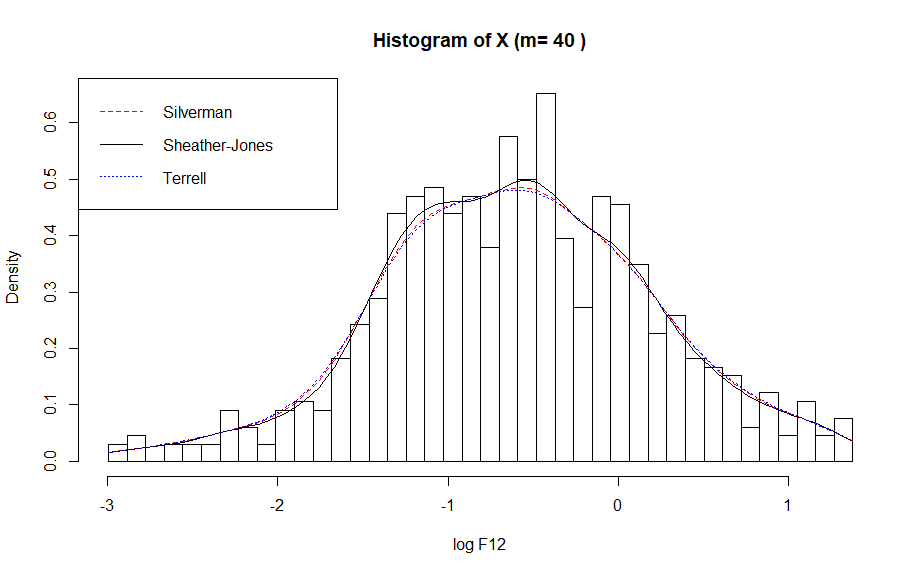 Histogram of X (m= 40 )
Silverman
Sheather-Jones
Terrell
Density
0.0
0.1
0.2
0.3
0.4
0.5
0.6
-3
-2
-1
0
1
log F12